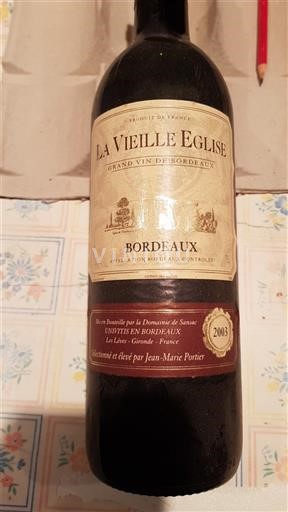 PRODUIT DE FRANCE
LA VIEILLE EGLISE
GRAND VIN DE BORDEAUX
BORDEAUX
APPELLATION BORDEAUX CONTRÔLÉE
Mis en Bouteille par la Domaine de Sansac
UNIVITIS EN BORDEAUX
Les Lèves - Gironde - France
Sélectionné et élevé par Jean-Marie Portier
2003